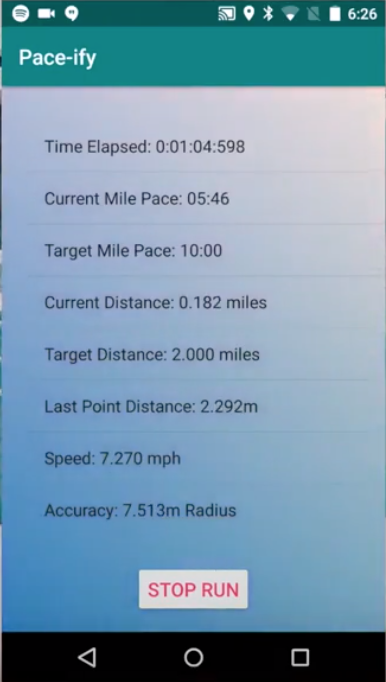 6:26
Pace-ify
Time Elapsed: 0:01:04:598
Current Mile Pace: 05:46
Target Mile Pace: 10:00
Current Distance: 0.182 miles
Target Distance: 2.000 miles
Last Point Distance: 2.292m
Speed: 7.270 mph
Accuracy: 7.513m Radius
STOP RUN